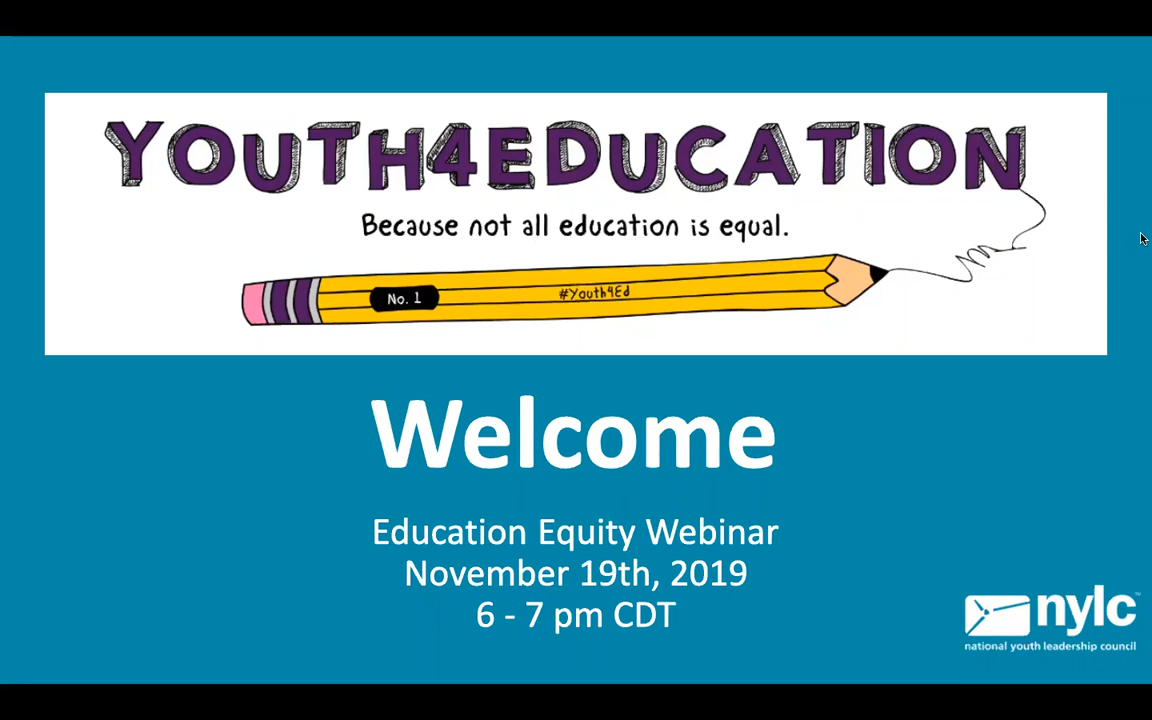 YOUTH4EDUCATION
Because not all education is equal.
No. 1
#Youth4Ed
Welcome
Education Equity Webinar
November 19th, 2019
6 - 7 pm CDT
nylc™
national youth leadership council